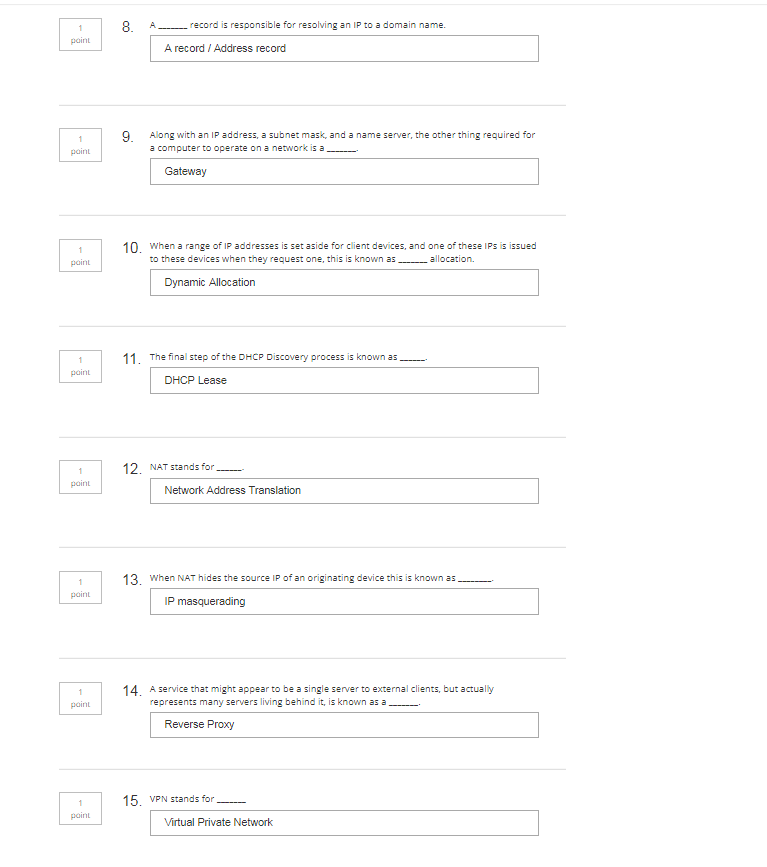 1
point
8. A ______ record is responsible for resolving an IP to a domain name.
A record / Address record
1
point
9. Along with an IP address, a subnet mask, and a name server, the other thing required for
a computer to operate on a network is a ______.
Gateway
1
point
10. When a range of IP addresses is set aside for client devices, and one of these IPs is issued
to these devices when they request one, this is known as ______ allocation.
Dynamic Allocation
1
point
11. The final step of the DHCP Discovery process is known as _____.
DHCP Lease
1
point
12. NAT stands for _____.
Network Address Translation
1
point
13. When NAT hides the source IP of an originating device this is known as _______.
IP masquerading
1
point
14. A service that might appear to be a single server to external clients, but actually
represents many servers living behind it, is known as a ______.
Reverse Proxy
1
point
15. VPN stands for ______
Virtual Private Network